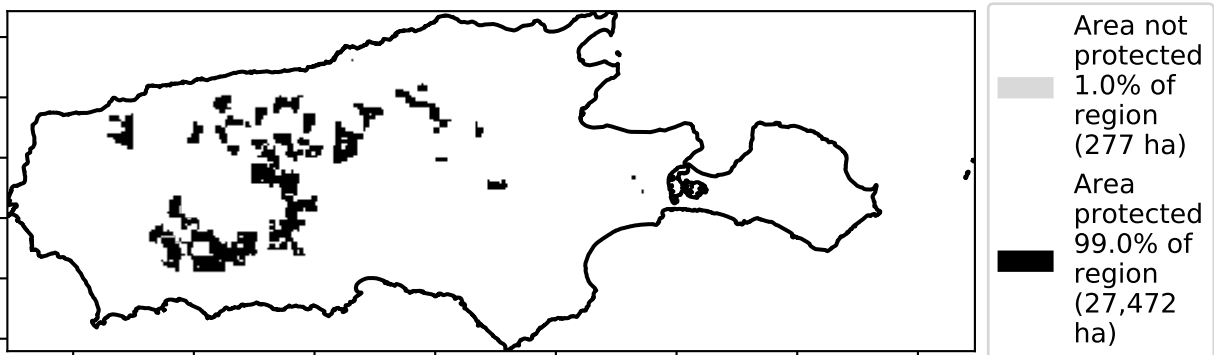 Area not
protected
1.0% of
region
(277 ha)
Area
protected
99.0% of
region
(27,472
ha)